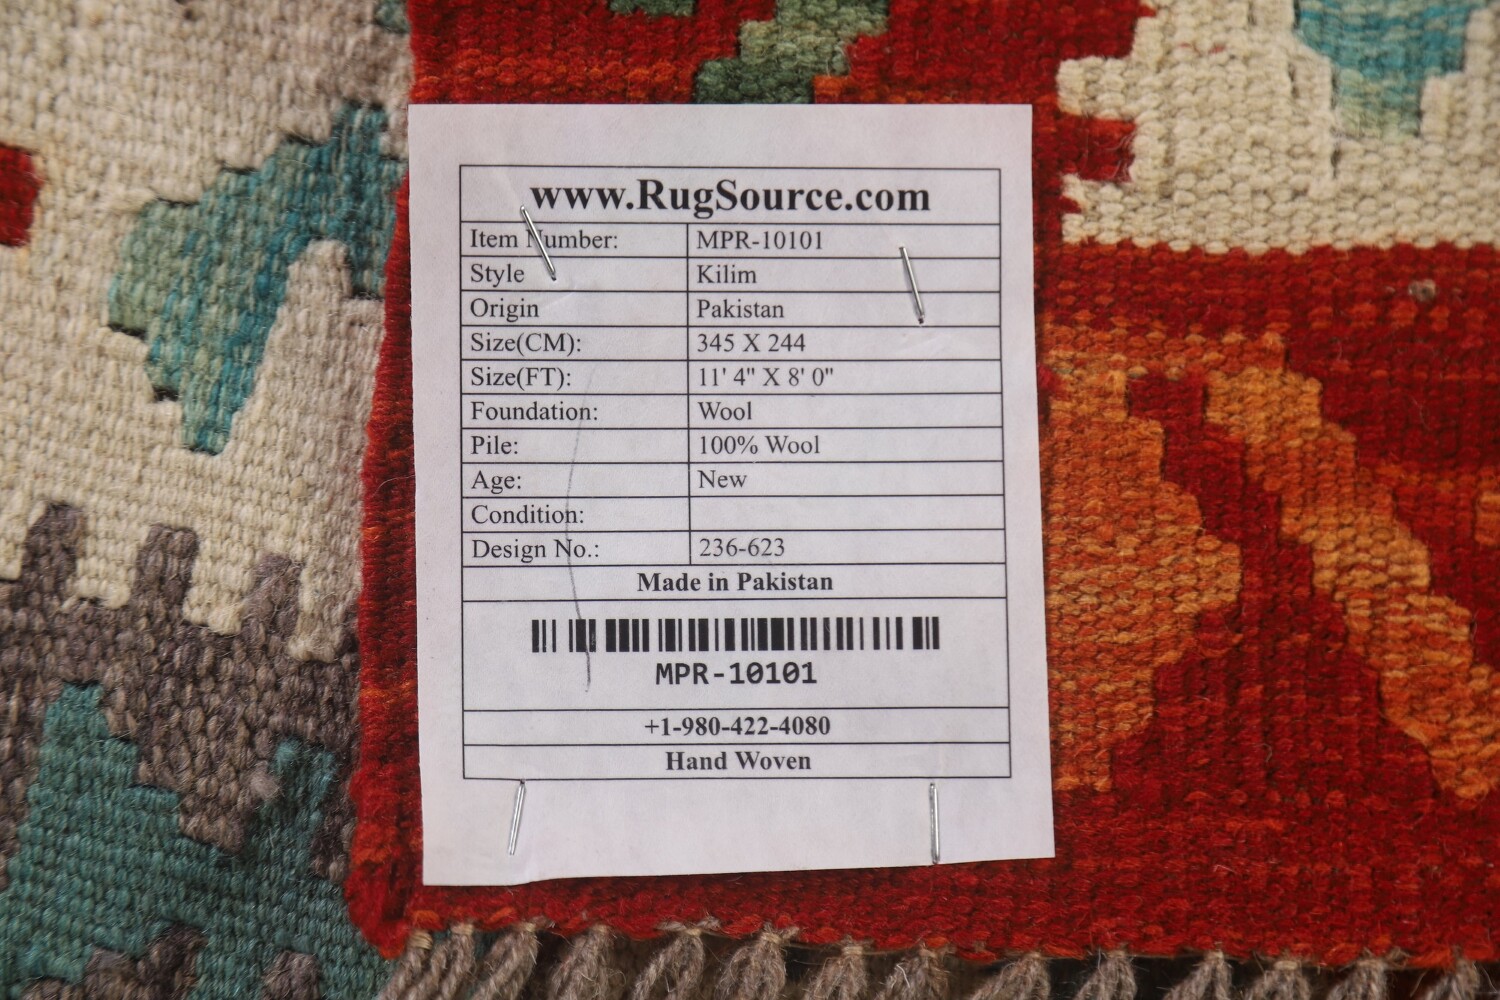 www.RugSource.com
Item Number: MPR-10101
Style Kilim
Origin Pakistan
Size(CM): 345 X 244
Size(FT): 11' 4" X 8' 0"
Foundation: Wool
Pile: 100% Wool
Age: New
Condition:
Design No.: 236-623
Made in Pakistan
MPR-10101
+1-980-422-4080
Hand Woven